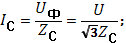 I_C = U_Ф / Z_C = U / (√3 Z_C);